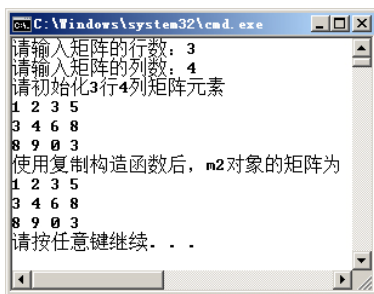 C:\Windows\system32\cmd.exe
请输入矩阵的行数：3
请输入矩阵的列数：4
请初始化3行4列矩阵元素
1 2 3 5
3 4 6 8
8 9 0 3
使用复制构造函数后，m2对象的矩阵为
1 2 3 5
3 4 6 8
8 9 0 3
请按任意键继续. . .